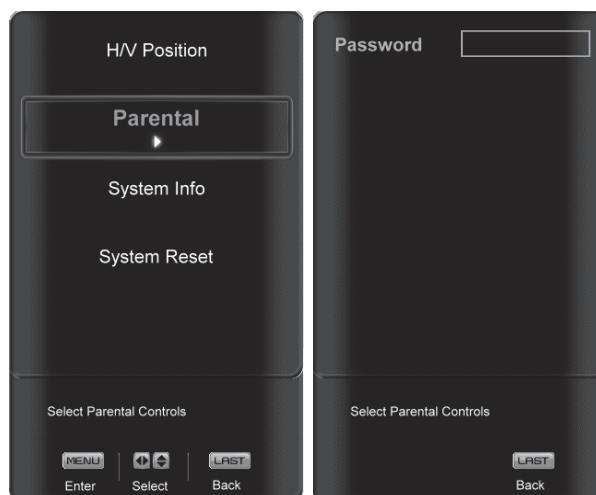 H/V Position
Parental
System Info
System Reset
Select Parental Controls
MENU
LAST
Enter
Select
Back
Password
Select Parental Controls
LAST
Back